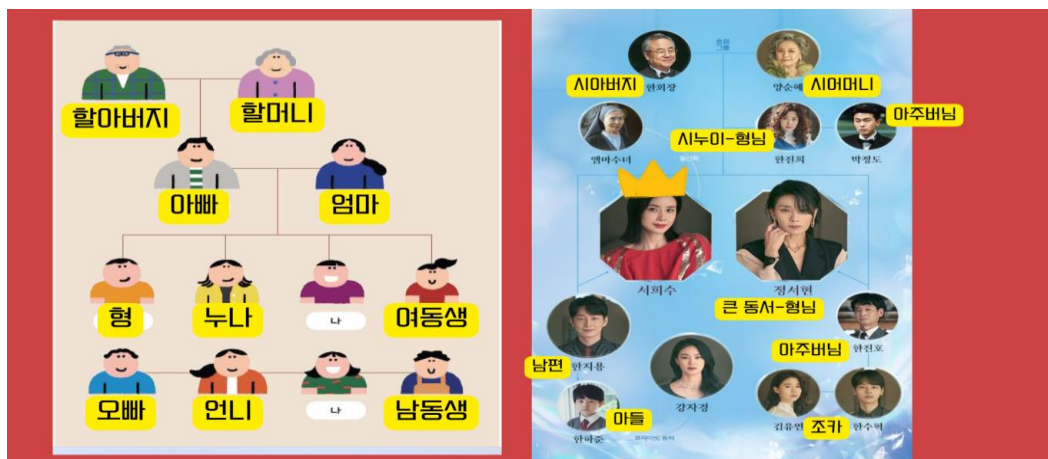 할아버지
할머니
아빠
엄마
형
누나
나
여동생
오빠
언니
나
남동생
효원
그룹
시아버지
한회장
양순혜
시어머니
엠마수녀
시누이-형님
한진희
박정도
아주버님
서희수
정서현
큰 동서-형님
한진호
아주버님
남편
한지용
강자경
아들
한하준
김유연
조카
한수혁